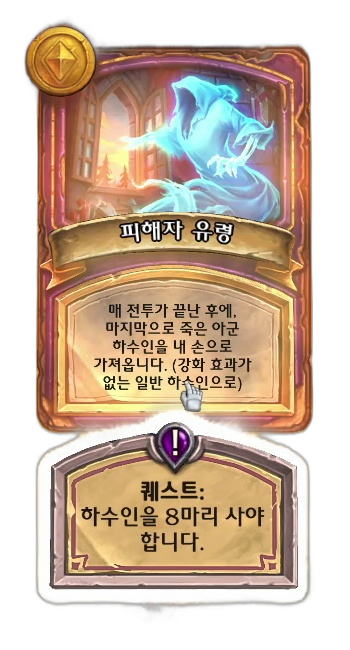 피해자 유령
매 전투가 끝난 후에,
마지막으로 죽은 아군
하수인을 내 손으로
가져옵니다. (강화 효과가
없는 일반 하수인으로)
퀘스트:
하수인을 8마리 사야
합니다.